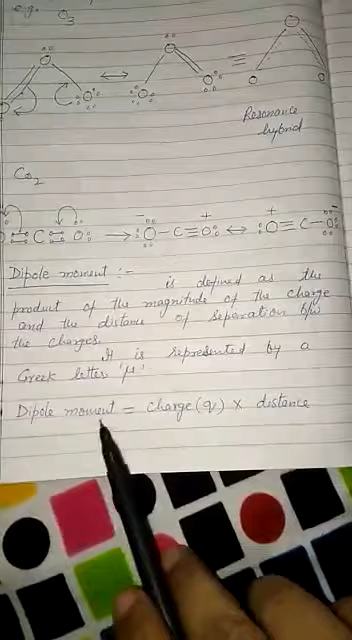 e.g. O3
Resonance
hybrid
Co2
O :: C :: O → O - C ≡ O ↔ O ≡ C - O
Dipole moment :- is defined as the
product of the magnitude of the charge
and the distance of seperation b/w
the charges.
It is represented by a
Greek letter 'μ'
Dipole moment = charge (q) × distance